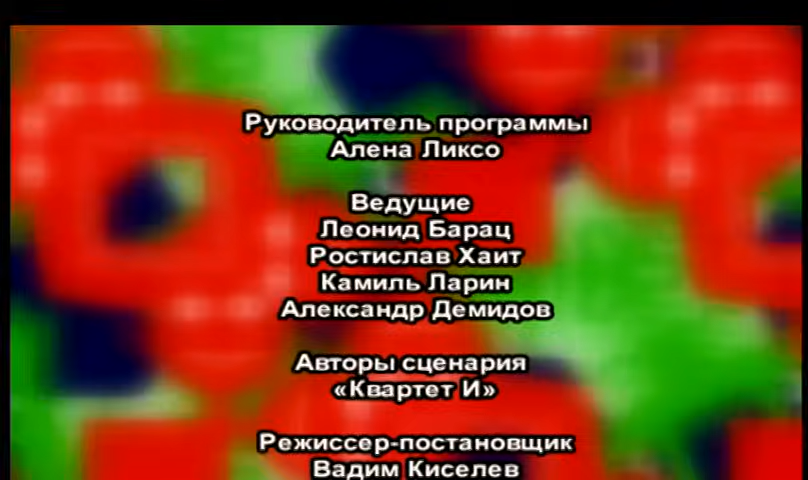 Руководитель программы
Алена Ликсо
Ведущие
Леонид Барац
Ростислав Хаит
Камиль Ларин
Александр Демидов
Авторы сценария
«Квартет И»
Режиссер-постановщик
Вадим Киселев